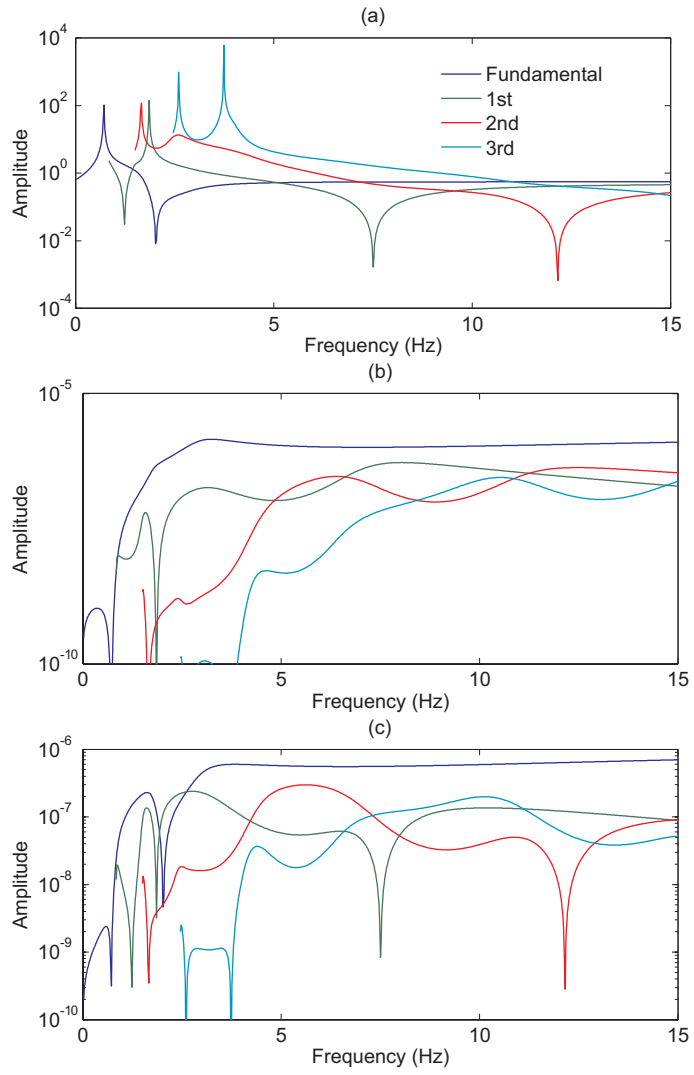 (a)
10^4
10^2
10^0
10^-2
10^-4
Amplitude
Fundamental
1st
2nd
3rd
0
5
10
15
Frequency (Hz)
(b)
10^-5
10^-10
Amplitude
0
5
10
15
Frequency (Hz)
(c)
10^-6
10^-7
10^-8
10^-9
10^-10
Amplitude
0
5
10
15
Frequency (Hz)